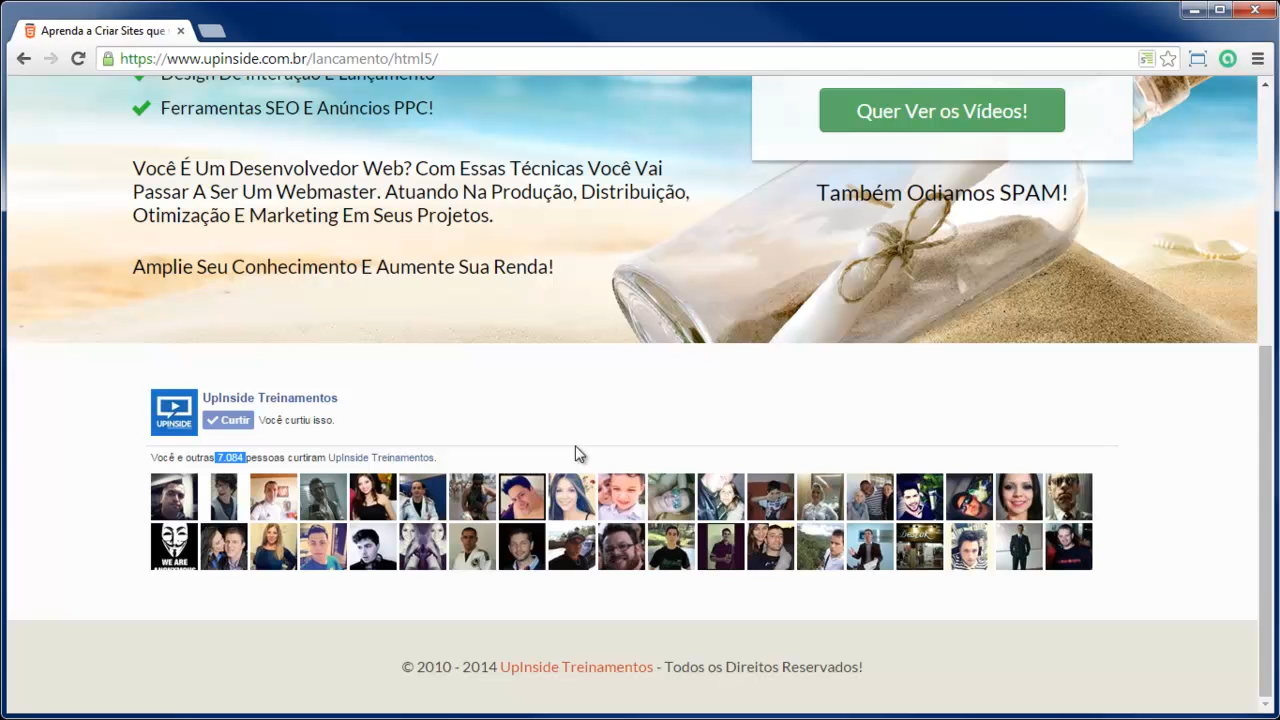 Aprenda a Criar Sites que
https://www.upinside.com.br/lancamento/html5/
Design De Interação E Lançamento
Ferramentas SEO E Anúncios PPC!
Quer Ver os Vídeos!
Você É Um Desenvolvedor Web? Com Essas Técnicas Você Vai
Passar A Ser Um Webmaster. Atuando Na Produção, Distribuição,
Otimização E Marketing Em Seus Projetos.
Também Odiamos SPAM!
Amplie Seu Conhecimento E Aumente Sua Renda!
UpInside Treinamentos
UPINSIDE
Curtir Você curtiu isso.
Você e outras 7.084 pessoas curtiram UpInside Treinamentos.
WE ARE
ANONYMOUS
© 2010 - 2014 UpInside Treinamentos - Todos os Direitos Reservados!